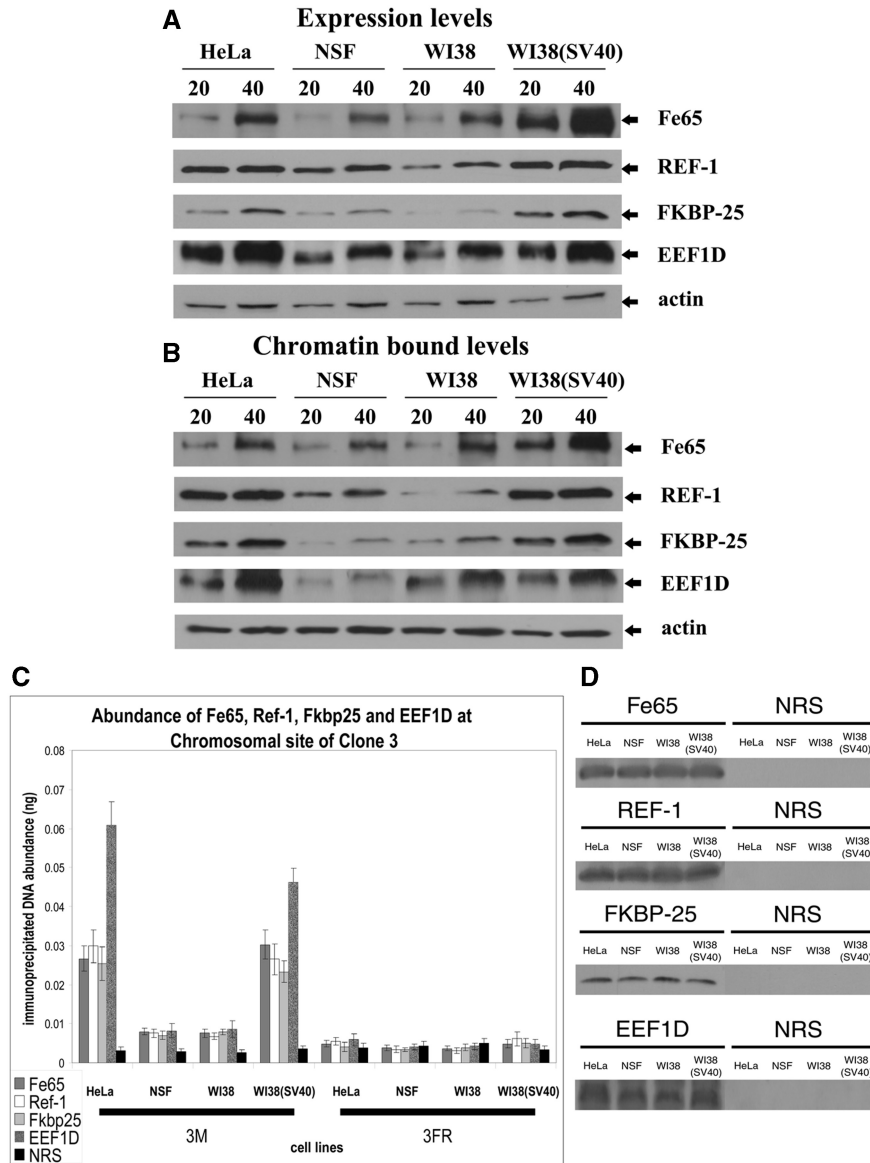 A
Expression levels
HeLa NSF WI38 WI38(SV40)
20 40 20 40 20 40 20 40
Fe65
REF-1
FKBP-25
EEF1D
actin
B
Chromatin bound levels
HeLa NSF WI38 WI38(SV40)
20 40 20 40 20 40 20 40
Fe65
REF-1
FKBP-25
EEF1D
actin
C
Abundance of Fe65, Ref-1, Fkbp25 and EEF1D at
Chromosomal site of Clone 3
immunoprecipitated DNA abundance (ng)
0.08
0.07
0.06
0.05
0.04
0.03
0.02
0.01
0
HeLa NSF WI38 WI38(SV40) HeLa NSF WI38 WI38(SV40)
3M 3FR
cell lines
Fe65
Ref-1
Fkbp25
EEF1D
NRS
D
Fe65 NRS
HeLa NSF WI38 WI38 (SV40) HeLa NSF WI38 WI38 (SV40)
REF-1 NRS
HeLa NSF WI38 WI38 (SV40) HeLa NSF WI38 WI38 (SV40)
FKBP-25 NRS
HeLa NSF WI38 WI38 (SV40) HeLa NSF WI38 WI38 (SV40)
EEF1D NRS
HeLa NSF WI38 WI38 (SV40) HeLa NSF WI38 WI38 (SV40)